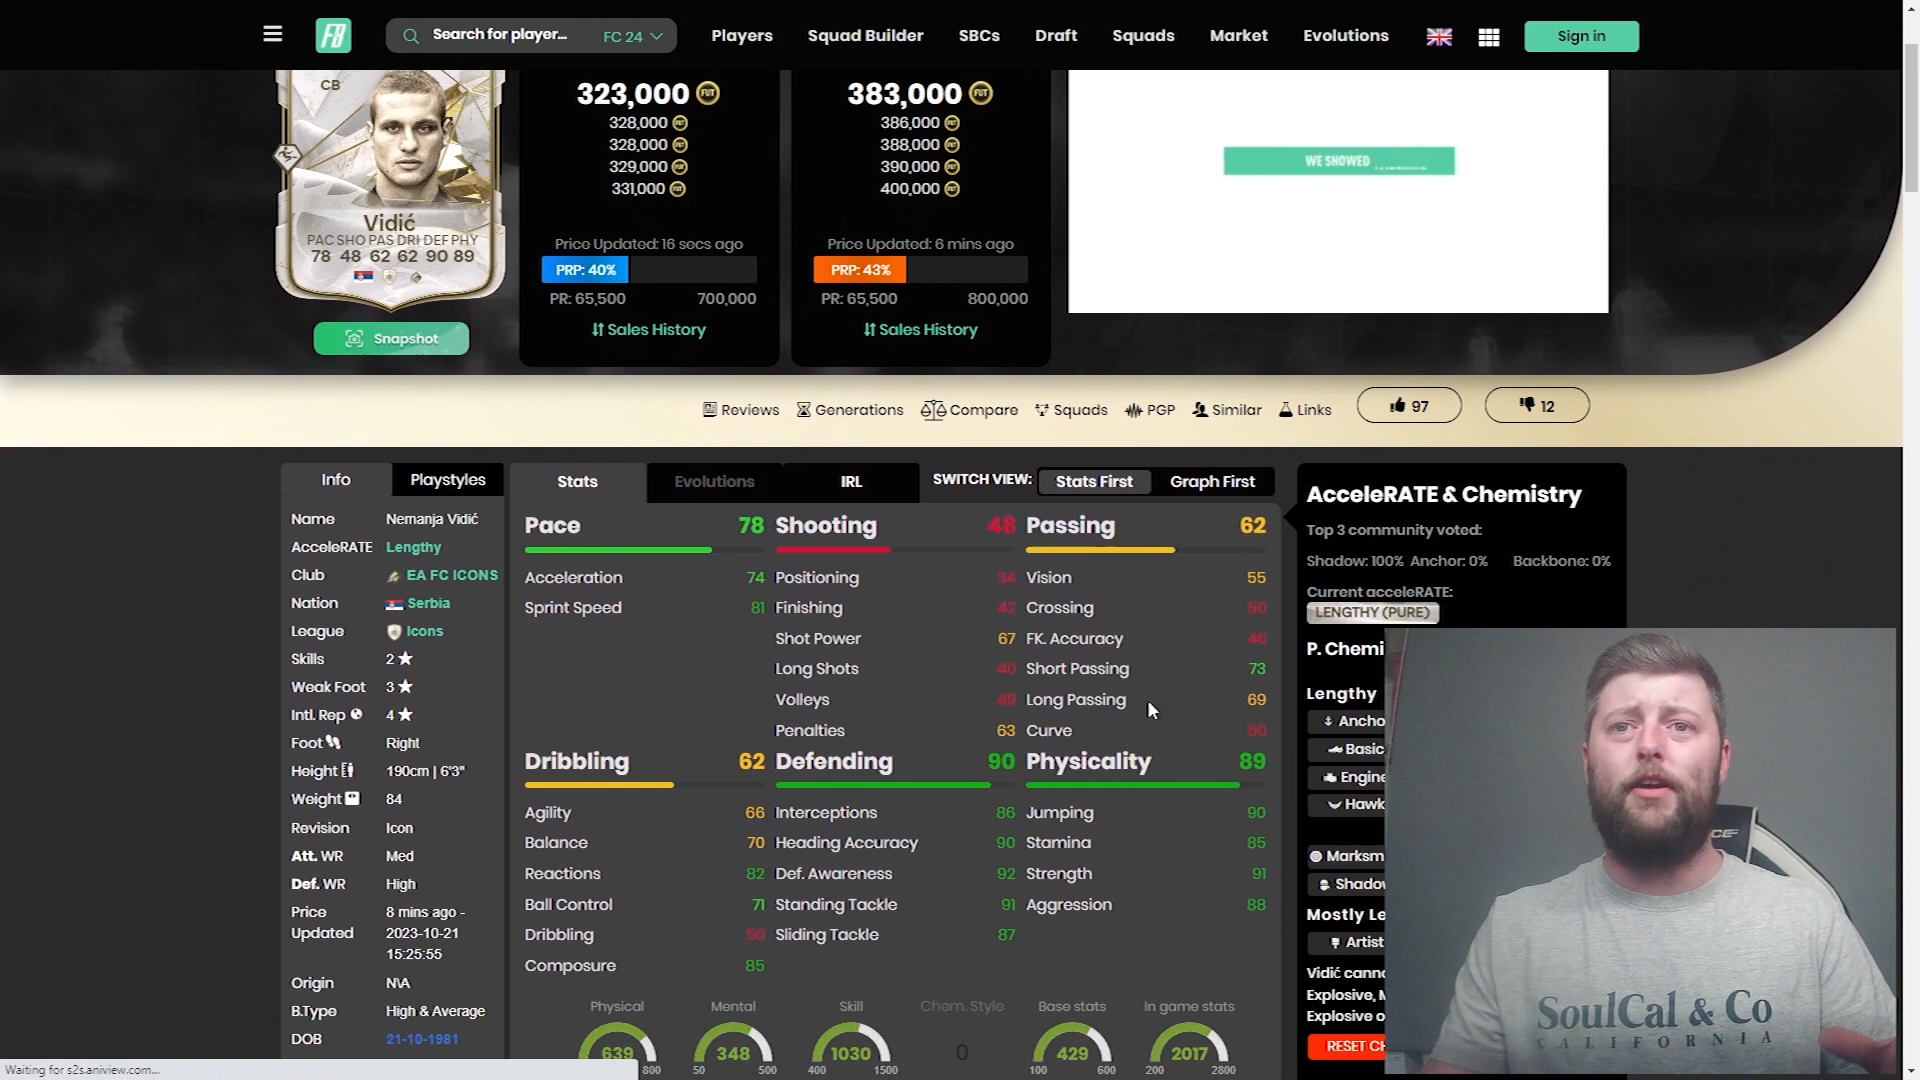 FB
Search for player...
FC 24
Players
Squad Builder
SBCs
Draft
Squads
Market
Evolutions
Sign in
CB
Vidić
PAC SHO PAS DRI DEF PHY
78 48 62 62 90 89
Snapshot
323,000
328,000
328,000
329,000
331,000
Price Updated: 16 secs ago
PRP: 40%
PR: 65,500 700,000
Sales History
383,000
386,000
388,000
390,000
400,000
Price Updated: 6 mins ago
PRP: 43%
PR: 65,500 800,000
Sales History
WE SHOWED
Reviews Generations Compare Squads PGP Similar Links 97 12
Info Playstyles
Name Nemanja Vidić
AcceleRATE Lengthy
Club EA FC ICONS
Nation Serbia
League Icons
Skills 2
Weak Foot 3
Intl. Rep 4
Foot Right
Height 190cm | 6'3"
Weight 84
Revision Icon
Att. WR Med
Def. WR High
Price Updated 8 mins ago - 2023-10-21 15:25:55
Origin N\A
B.Type High & Average
DOB 21-10-1981
Stats Evolutions IRL SWITCH VIEW: Stats First Graph First
Pace 78
Acceleration 74
Sprint Speed 81
Shooting 48
Positioning 34
Finishing 42
Shot Power 67
Long Shots 40
Volleys 49
Penalties 63
Passing 62
Vision 55
Crossing 50
FK. Accuracy 46
Short Passing 73
Long Passing 69
Curve 50
Dribbling 62
Agility 66
Balance 70
Reactions 82
Ball Control 71
Dribbling 50
Composure 85
Defending 90
Interceptions 86
Heading Accuracy 90
Def. Awareness 92
Standing Tackle 91
Sliding Tackle 87
Physicality 89
Jumping 90
Stamina 85
Strength 91
Aggression 88
Physical Mental Skill Chem. Style Base stats In game stats
639 348 1030 0 429 2017
800 50 500 400 1500 100 600 200 2800
AcceleRATE & Chemistry
Top 3 community voted:
Shadow: 100% Anchor: 0% Backbone: 0%
Current acceleRATE:
LENGTHY (PURE)
P. Chemi
Lengthy
Ancho
Basic
Engine
Hawk
Marksm
Shadow
Mostly Le
Artist
Vidić canno
Explosive, M
Explosive o
RESET CH
SoulCal & Co
CALIFORNIA
Waiting for s2s.aniview.com...